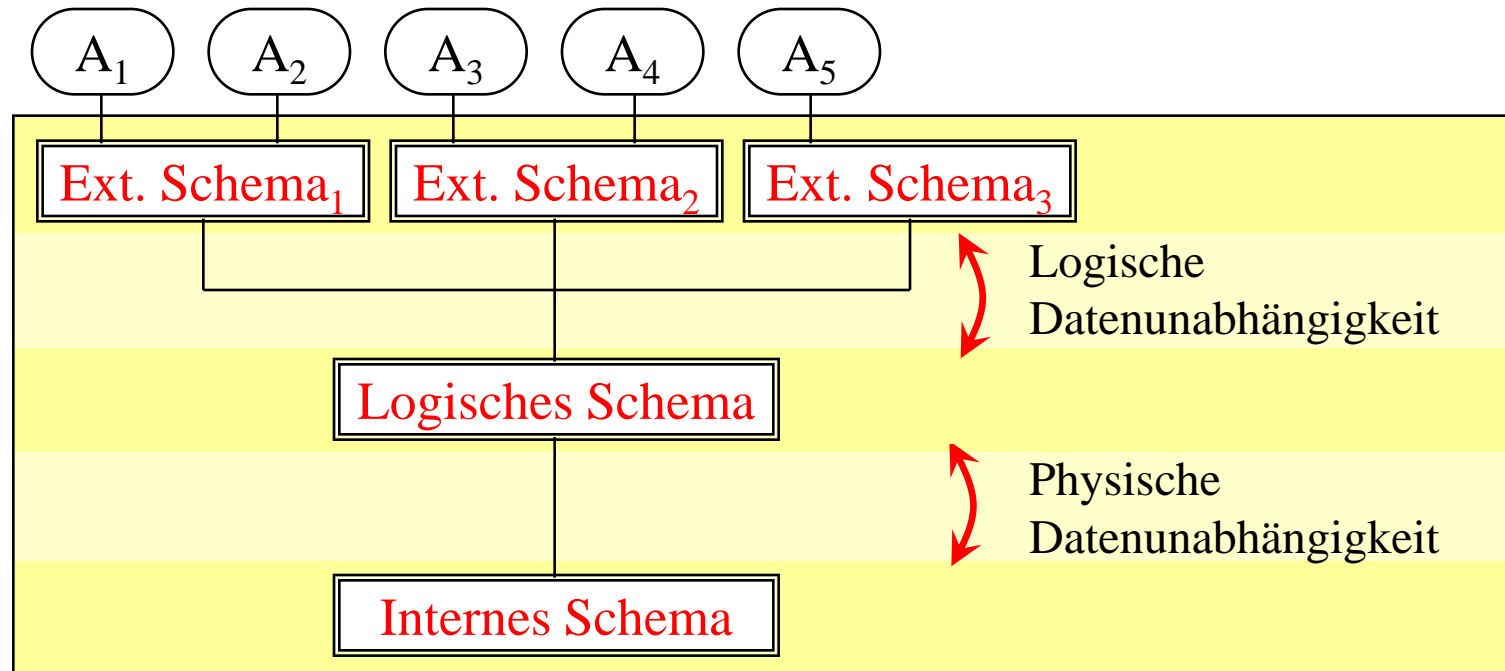 A₁ A₂ A₃ A₄ A₅
Ext. Schema₁ Ext. Schema₂ Ext. Schema₃
Logische
Datenunabhängigkeit
Logisches Schema
Physische
Datenunabhängigkeit
Internes Schema